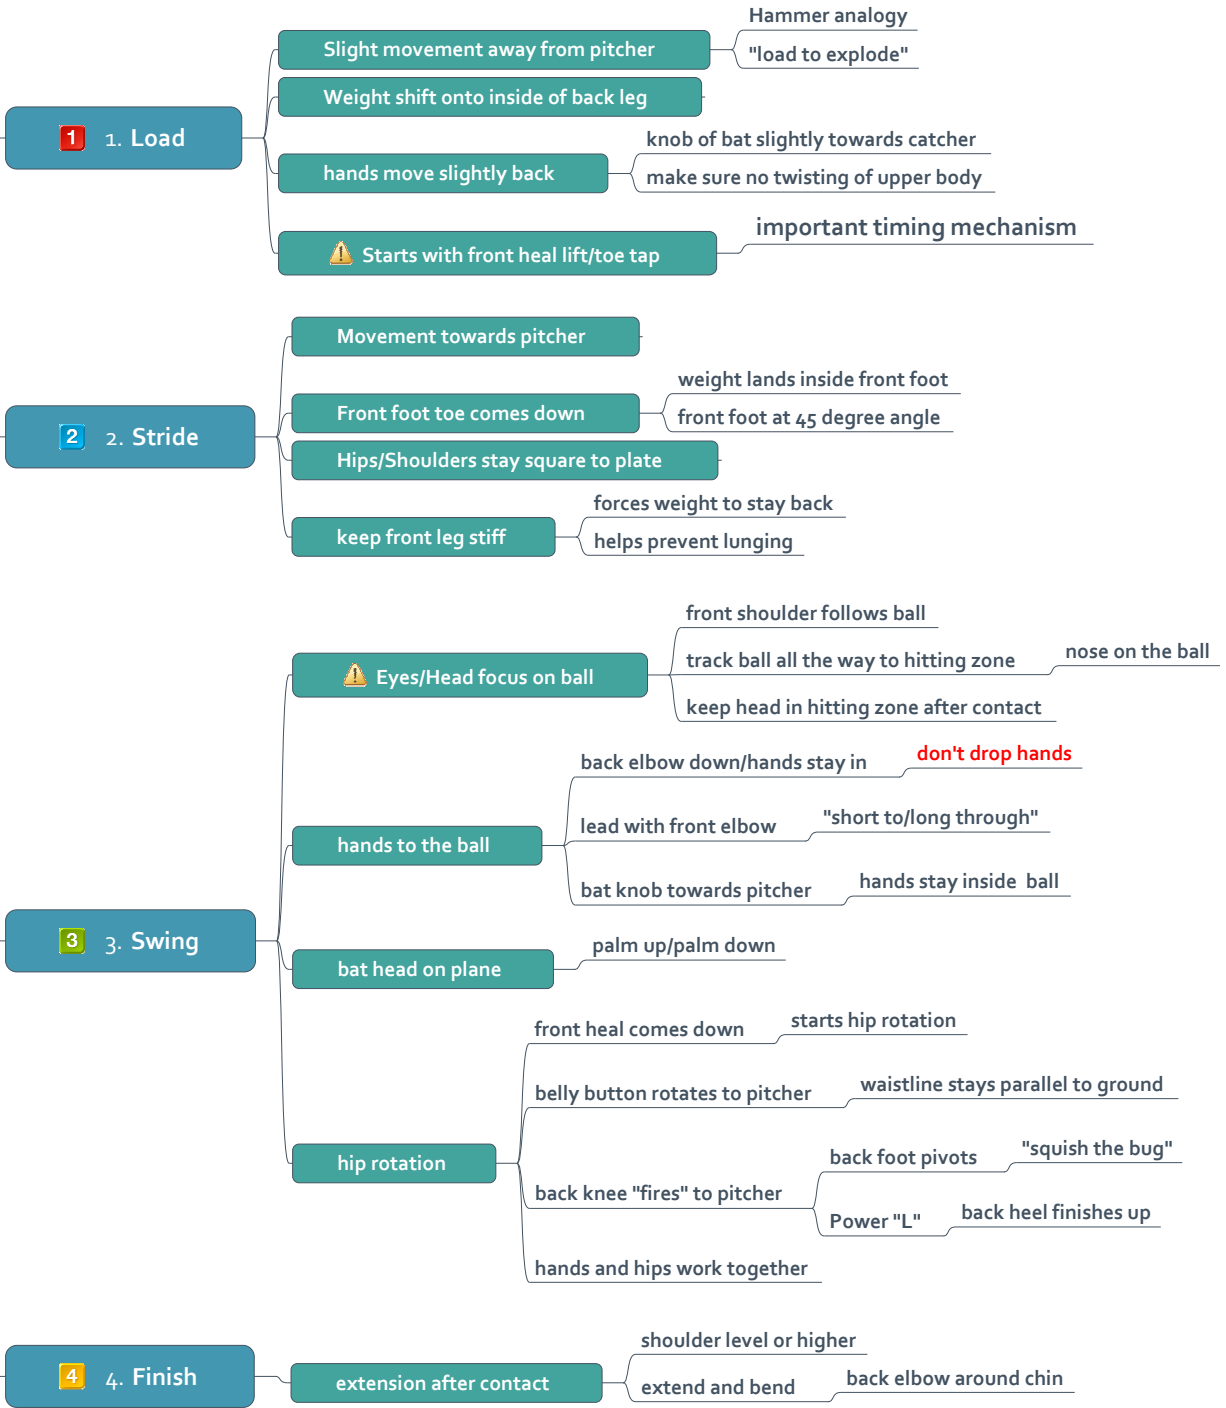 1 1. Load
Slight movement away from pitcher
Hammer analogy
"load to explode"
Weight shift onto inside of back leg
hands move slightly back
knob of bat slightly towards catcher
make sure no twisting of upper body
Starts with front heal lift/toe tap
important timing mechanism
2 2. Stride
Movement towards pitcher
Front foot toe comes down
weight lands inside front foot
front foot at 45 degree angle
Hips/Shoulders stay square to plate
keep front leg stiff
forces weight to stay back
helps prevent lunging
3 3. Swing
Eyes/Head focus on ball
front shoulder follows ball
track ball all the way to hitting zone
nose on the ball
keep head in hitting zone after contact
hands to the ball
back elbow down/hands stay in
don't drop hands
lead with front elbow
"short to/long through"
bat knob towards pitcher
hands stay inside  ball
bat head on plane
palm up/palm down
hip rotation
front heal comes down
starts hip rotation
belly button rotates to pitcher
waistline stays parallel to ground
back knee "fires" to pitcher
back foot pivots
"squish the bug"
Power "L"
back heel finishes up
hands and hips work together
4 4. Finish
extension after contact
shoulder level or higher
extend and bend
back elbow around chin